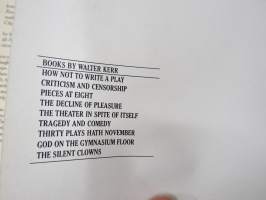 BOOKS BY WALTER KERR
HOW NOT TO WRITE A PLAY
CRITICISM AND CENSORSHIP
PIECES AT EIGHT
THE DECLINE OF PLEASURE
THE THEATER IN SPITE OF ITSELF
TRAGEDY AND COMEDY
THIRTY PLAYS HATH NOVEMBER
GOD ON THE GYMNASIUM FLOOR
THE SILENT CLOWNS